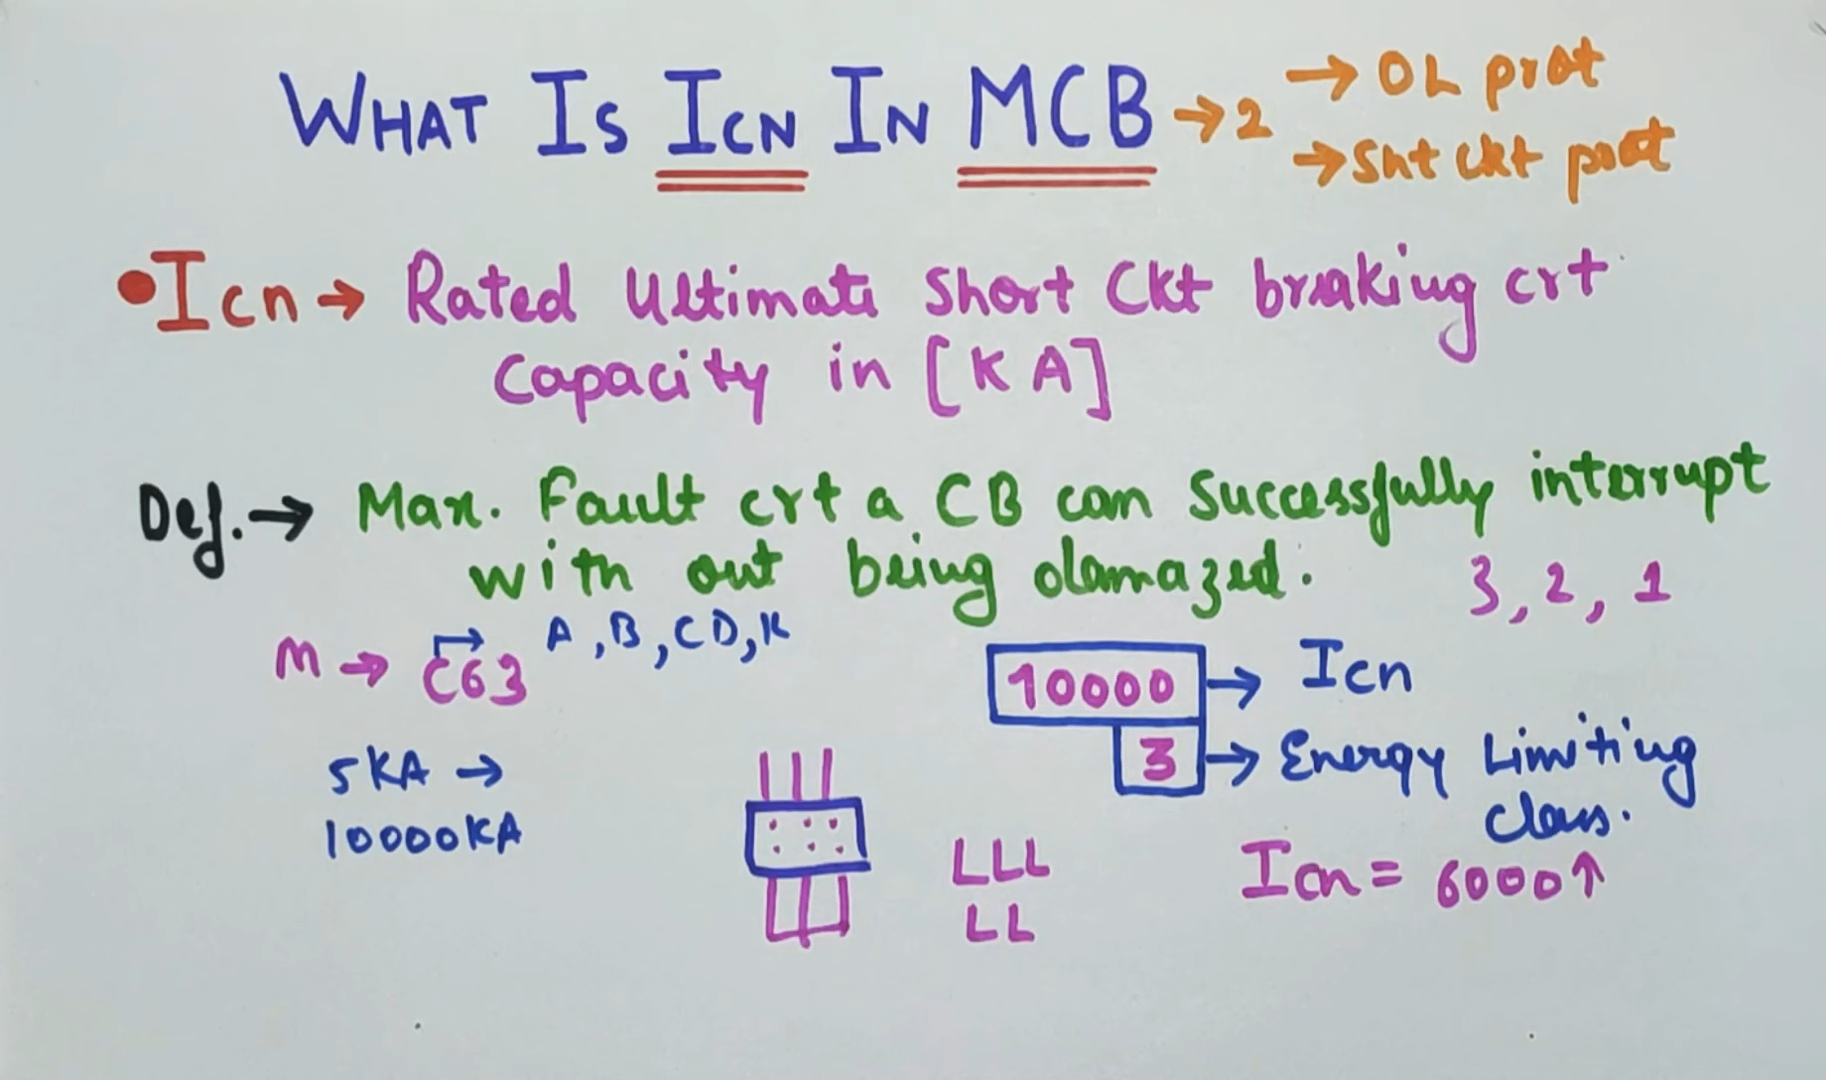 WHAT IS ICN IN MCB → 2 → OL prot
→ Sht ckt prot
• Icn → Rated Ultimate Short Ckt breaking crt
Capacity in [KA]
Def. → Max. Fault crt a CB can Successfully interrupt
with out being damazed.
3, 2, 1
M → C63 A, B, C D, K
10000 → Icn
3 → Energy Limiting
class.
5KA →
10000KA
LLL
LL
Icn = 6000↑